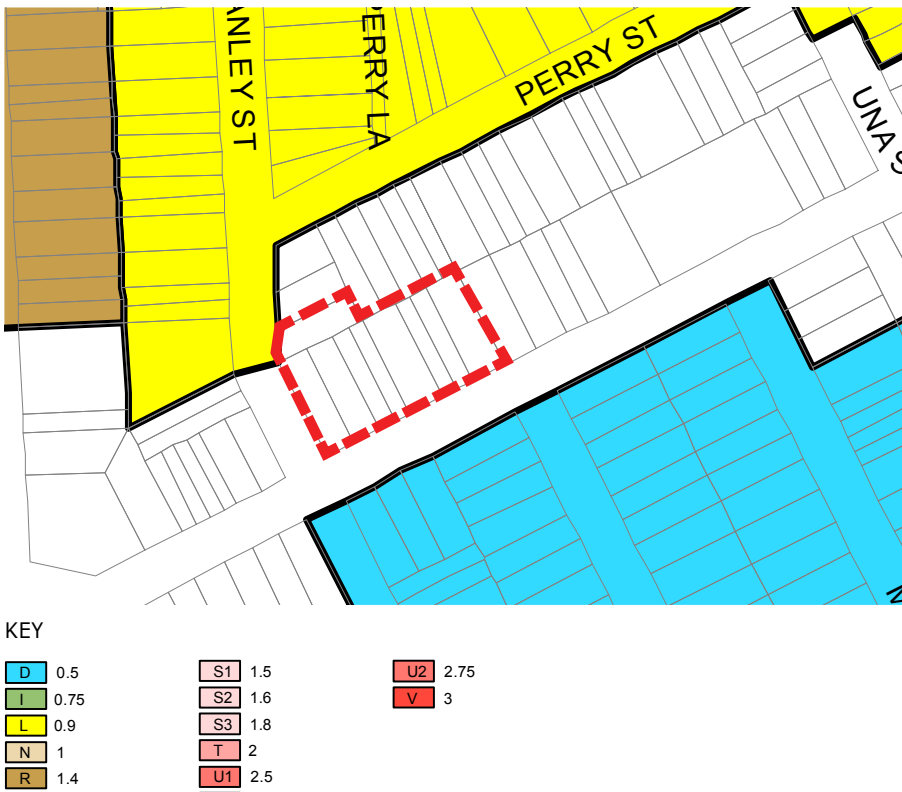 ANLEY ST
PERRY LA
PERRY ST
UNA S
KEY
D 0.5
I 0.75
L 0.9
N 1
R 1.4
S1 1.5
S2 1.6
S3 1.8
T 2
U1 2.5
U2 2.75
V 3